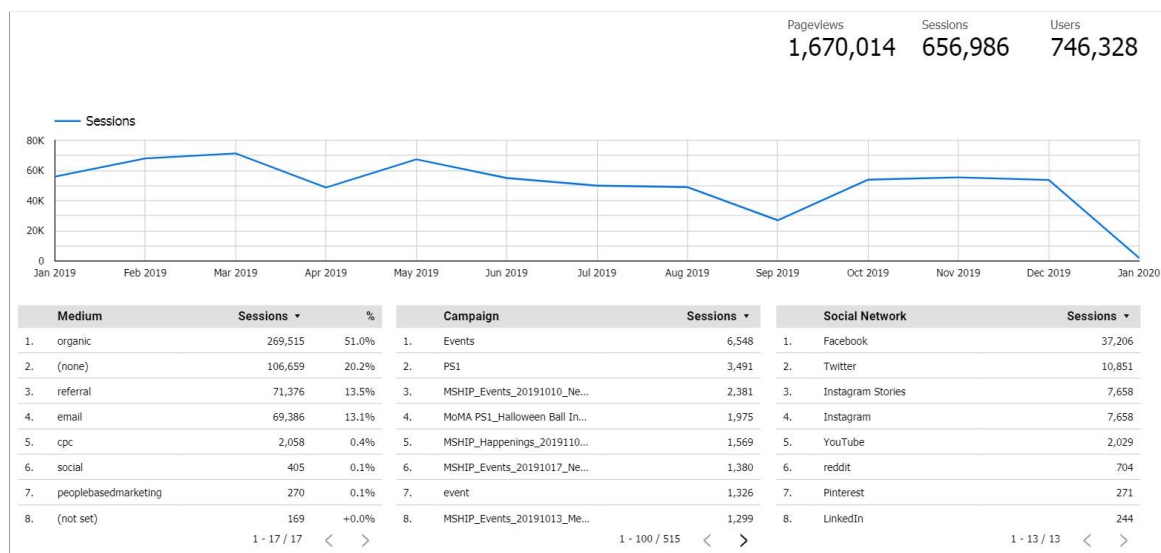 Pageviews Sessions Users
1,670,014 656,986 746,328
Sessions
80K
60K
40K
20K
0
Jan 2019 Feb 2019 Mar 2019 Apr 2019 May 2019 Jun 2019 Jul 2019 Aug 2019 Sep 2019 Oct 2019 Nov 2019 Dec 2019 Jan 2020
Medium Sessions %
1. organic 269,515 51.0%
2. (none) 106,659 20.2%
3. referral 71,376 13.5%
4. email 69,386 13.1%
5. cpc 2,058 0.4%
6. social 405 0.1%
7. peoplebasedmarketing 270 0.1%
8. (not set) 169 +0.0%
1 - 17 / 17 < >
Campaign Sessions
1. Events 6,548
2. PS1 3,491
3. MSHIP_Events_20191010_Ne... 2,381
4. MoMA PS1_Halloween Ball In... 1,975
5. MSHIP_Happenings_2019110... 1,569
6. MSHIP_Events_20191017_Ne... 1,380
7. event 1,326
8. MSHIP_Events_20191013_Me... 1,299
1 - 100 / 515 < >
Social Network Sessions
1. Facebook 37,206
2. Twitter 10,851
3. Instagram Stories 7,658
4. Instagram 7,658
5. YouTube 2,029
6. reddit 704
7. Pinterest 271
8. LinkedIn 244
1 - 13 / 13 < >